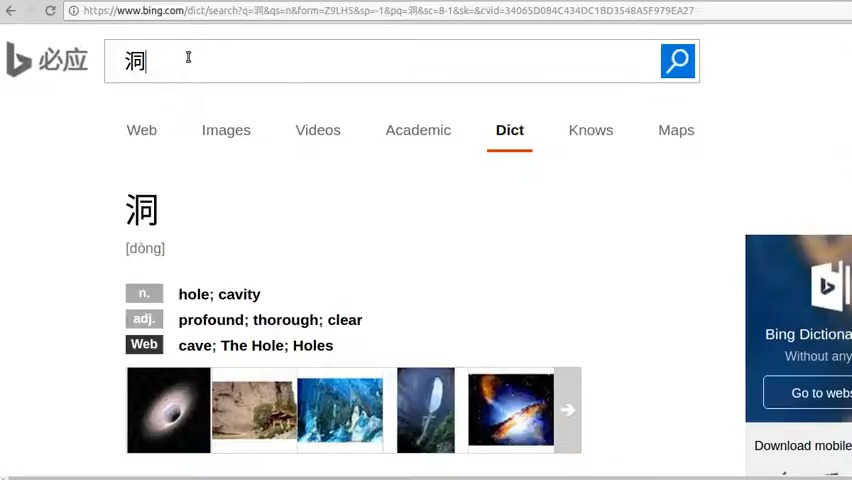 https://www.bing.com/dict/search?q=洞&qs=n&form=Z9LH5&sp=-1&pq=洞&sc=8-1&sk=&cvid=34065D084C434DC1BD3548A5F979EA27
必应
洞
Web Images Videos Academic Dict Knows Maps
洞
[dòng]
n. hole; cavity
adj. profound; thorough; clear
Web cave; The Hole; Holes
Bing Dictiona
Without any
Go to webs
Download mobile